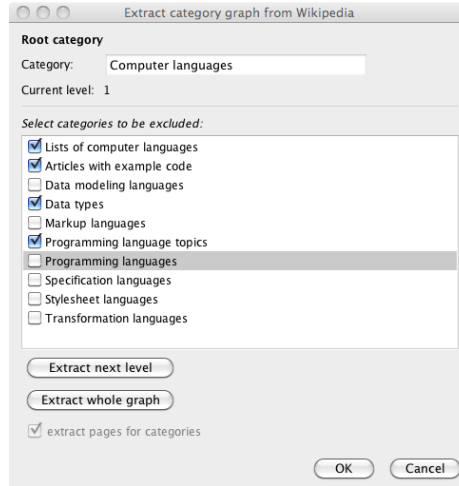 Extract category graph from Wikipedia
Root category
Category: Computer languages
Current level: 1
Select categories to be excluded:
Lists of computer languages
Articles with example code
Data modeling languages
Data types
Markup languages
Programming language topics
Programming languages
Specification languages
Stylesheet languages
Transformation languages
Extract next level
Extract whole graph
extract pages for categories
OK Cancel